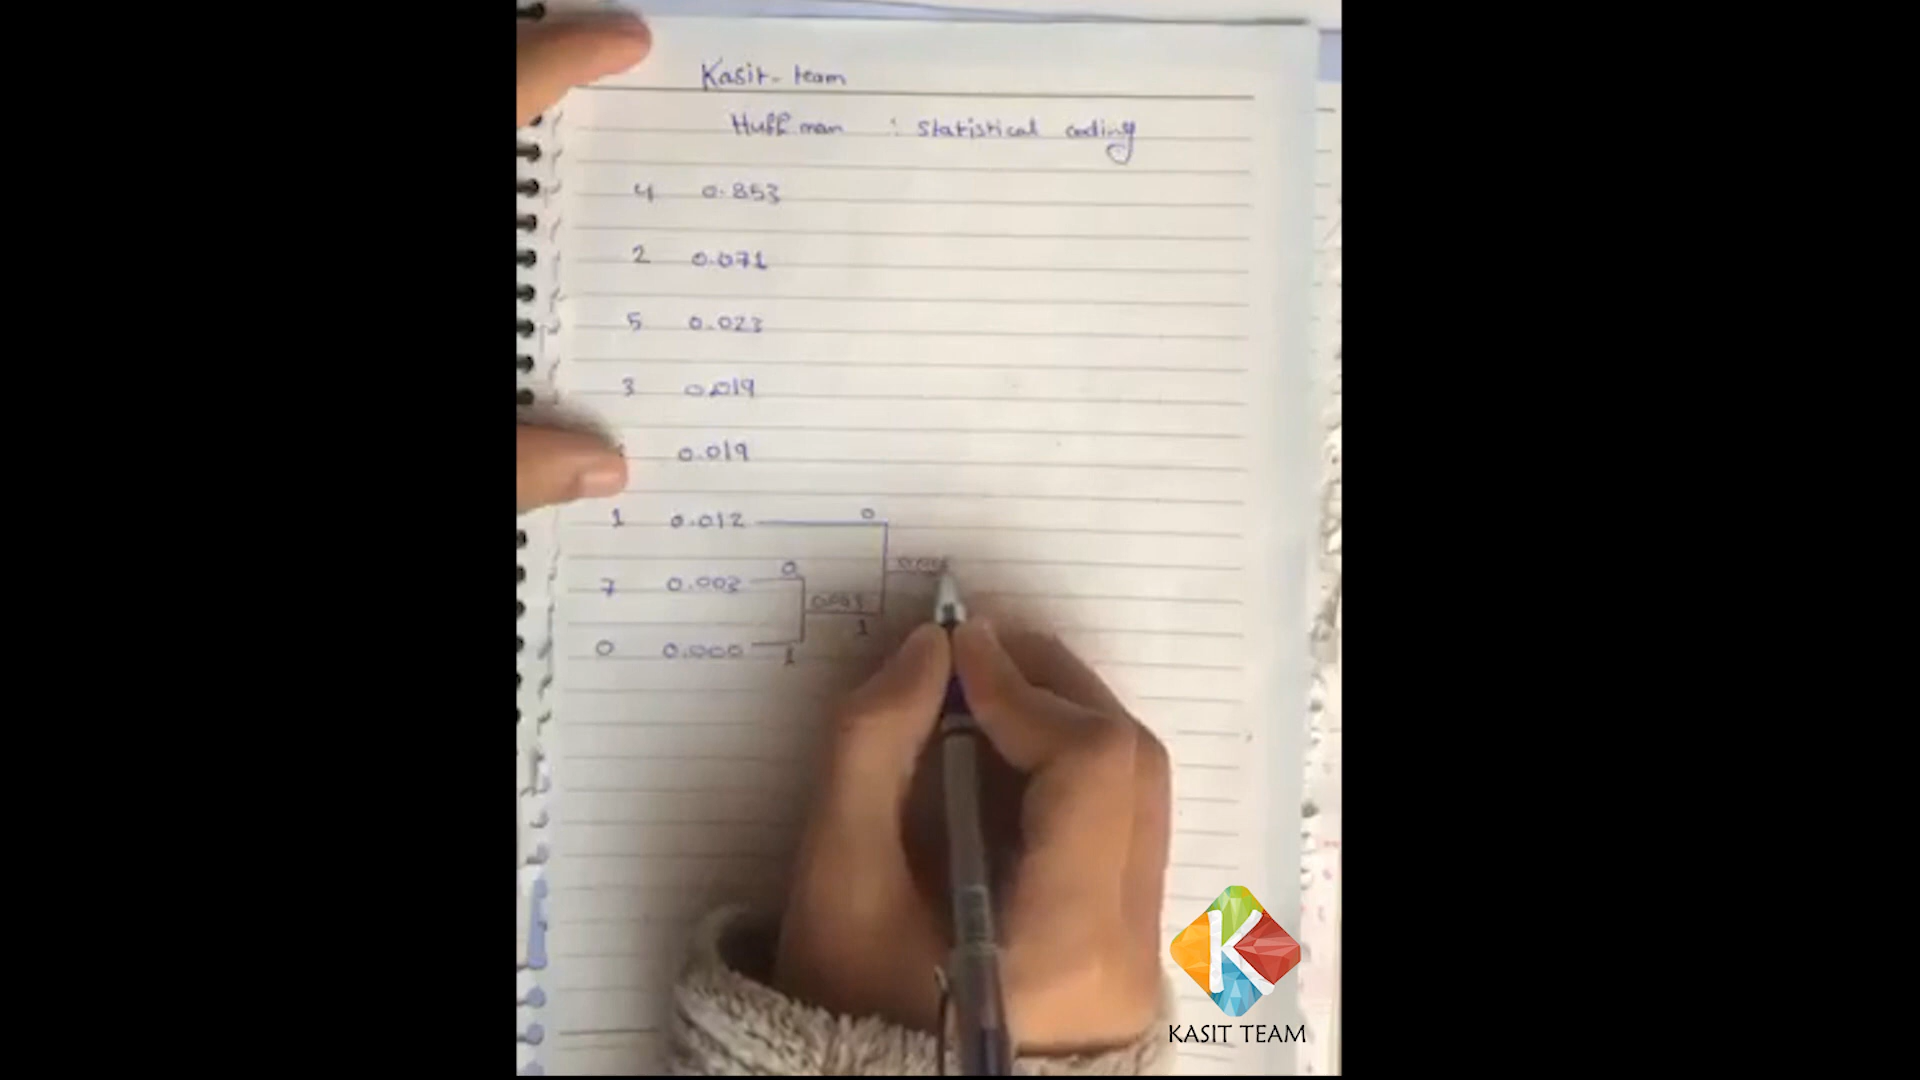 Kasit-team
Huffman : Statistical coding
4 0.853
2 0.071
5 0.023
3 0.019
0.019
1 0.012 0
7 0.003 0
0.003
1
0 0.000 1
KASIT TEAM